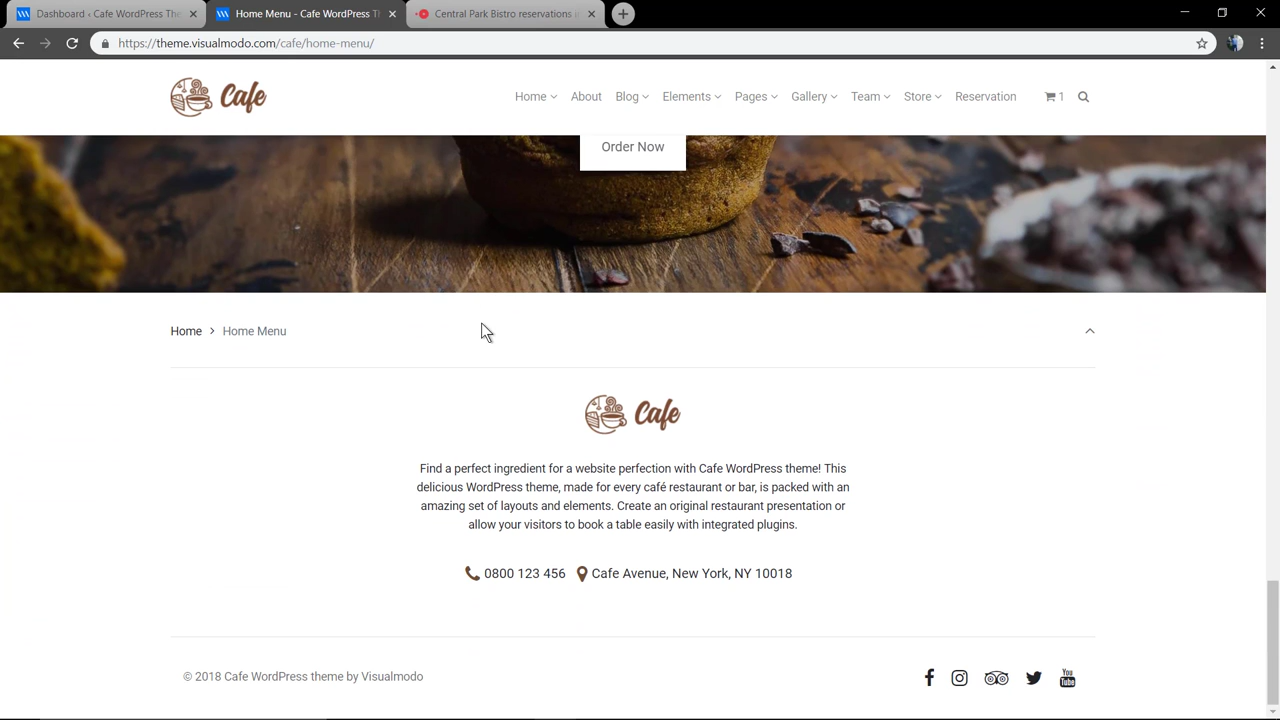 Dashboard ‹ Cafe WordPress The
Home Menu - Cafe WordPress T
Central Park Bistro reservations i
https://theme.visualmodo.com/cafe/home-menu/
Cafe
Home
About
Blog
Elements
Pages
Gallery
Team
Store
Reservation
1
Order Now
Home > Home Menu
Cafe
Find a perfect ingredient for a website perfection with Cafe WordPress theme! This
delicious WordPress theme, made for every café restaurant or bar, is packed with an
amazing set of layouts and elements. Create an original restaurant presentation or
allow your visitors to book a table easily with integrated plugins.
0800 123 456 Cafe Avenue, New York, NY 10018
© 2018 Cafe WordPress theme by Visualmodo
You
Tube